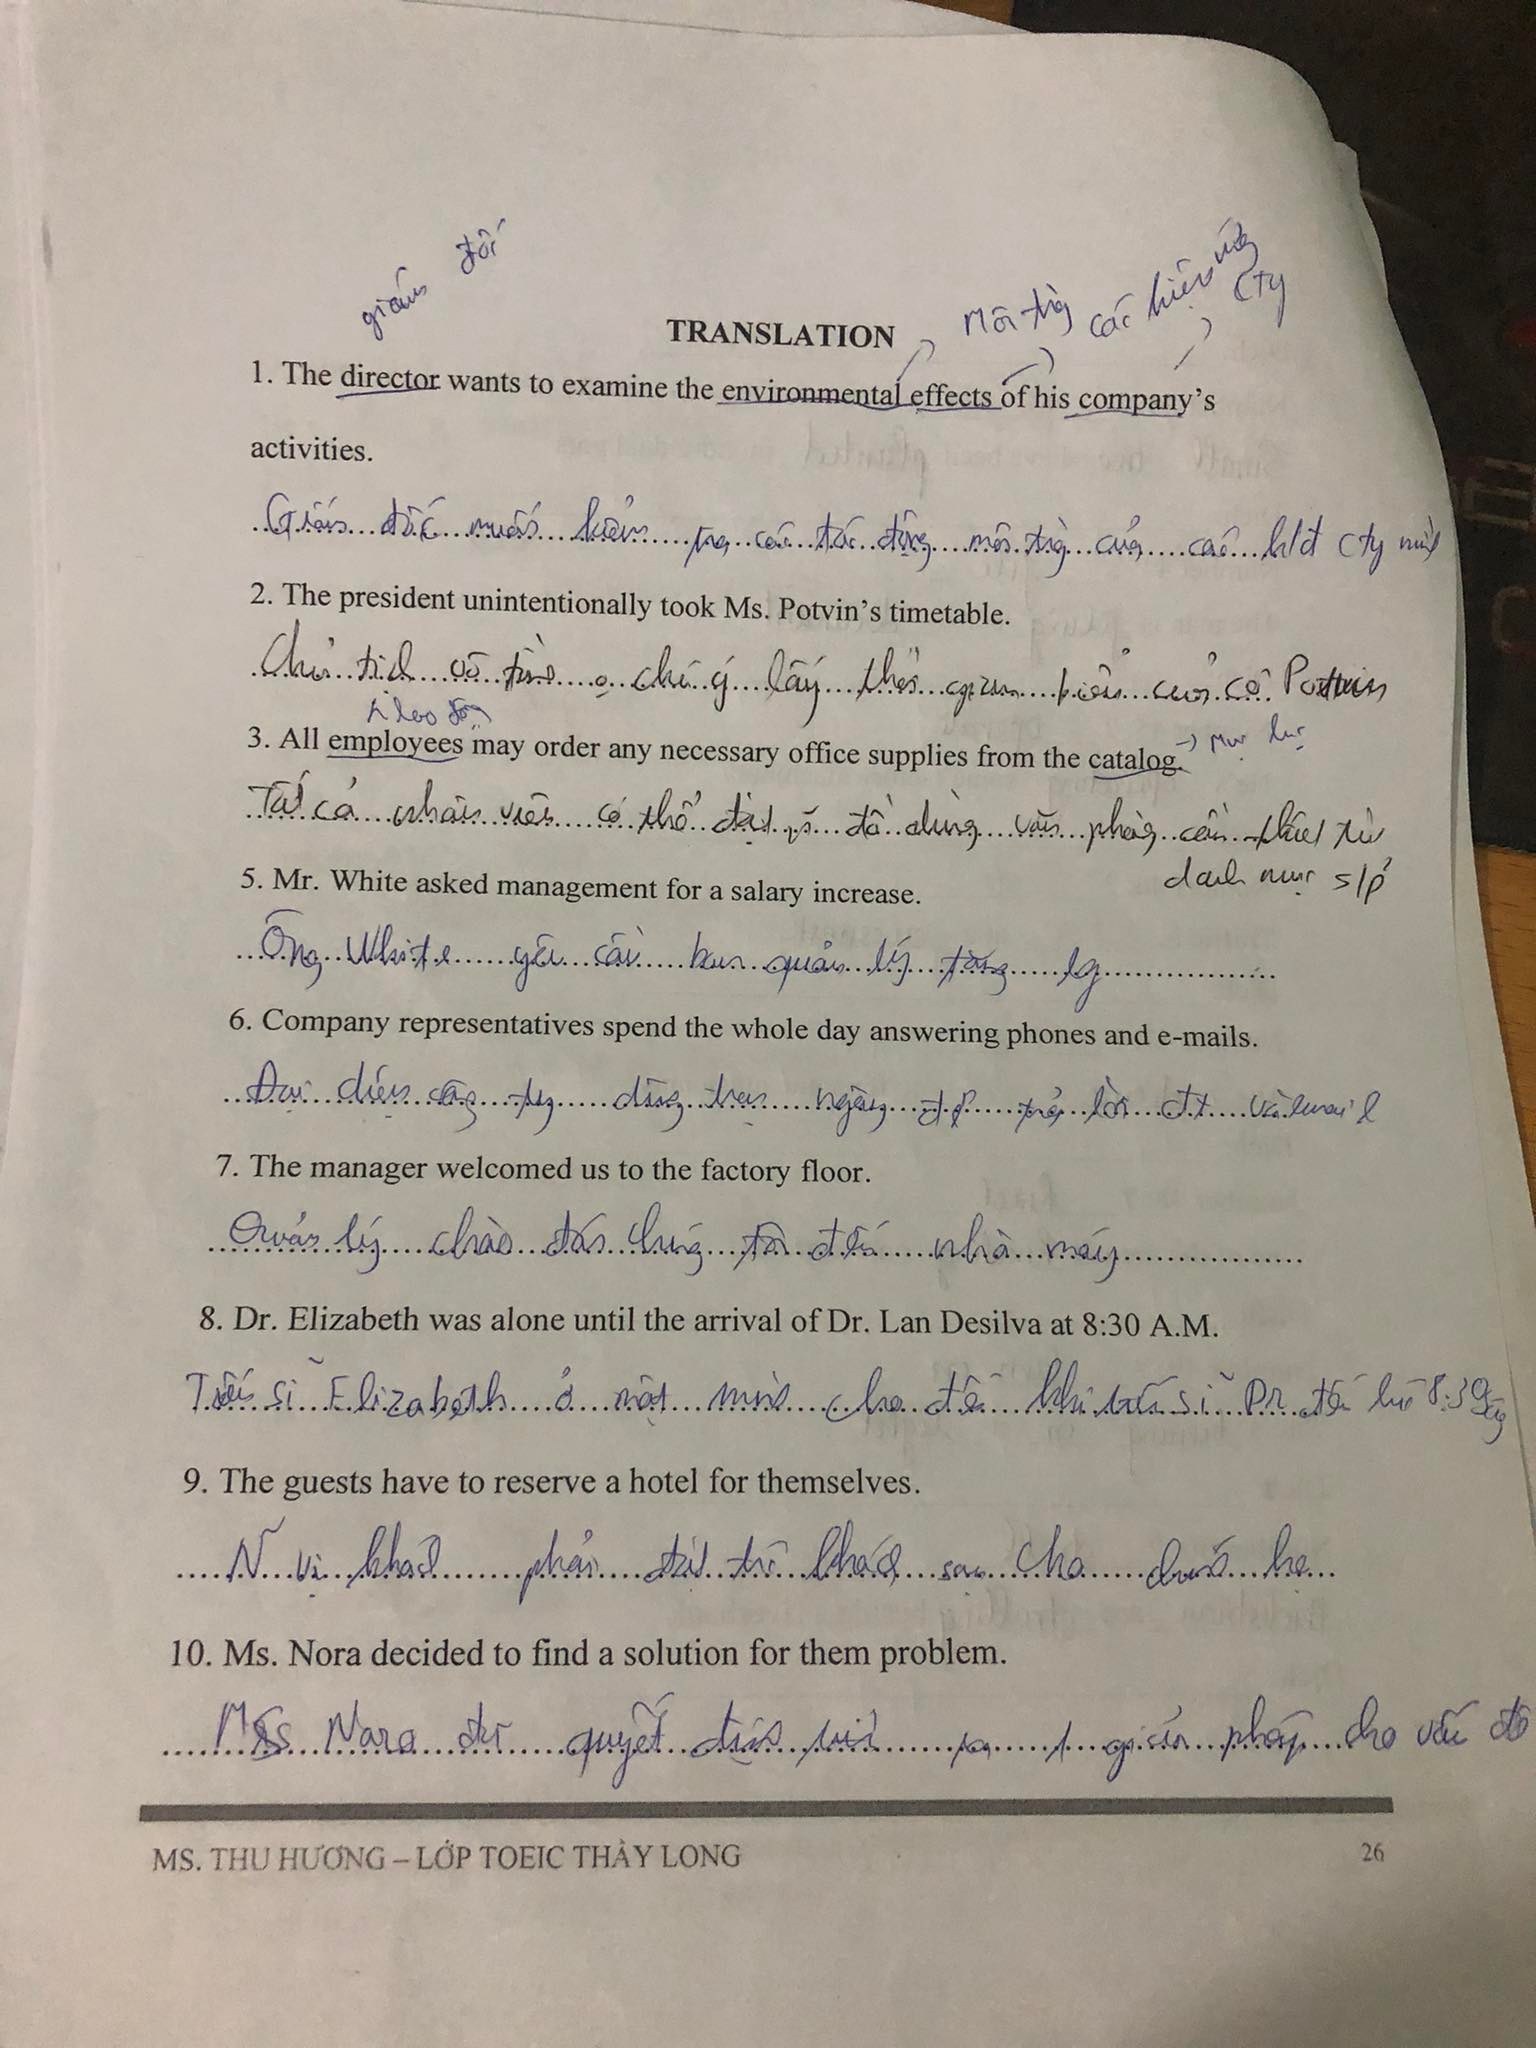 giám đốc
Môi trg các hiệu ứng
cty
TRANSLATION
1. The director wants to examine the environmental effects of his company's
activities.
Giám đốc muốn kiểm tra các tác động môi trg của các hđ cty mình
2. The president unintentionally took Ms. Potvin's timetable.
Chủ tịch vô tình chú ý lấy thời gian biểu của cô Potvin
lao động
3. All employees may order any necessary office supplies from the catalog. → Mục lục
Tất cả nhân viên có thể đặt đồ dùng văn phòng cần thiết từ
danh mục s/p
5. Mr. White asked management for a salary increase.
Ông White yêu cầu ban quản lý tăng lg
6. Company representatives spend the whole day answering phones and e-mails.
Đại diện công ty dùng trọn ngày để trả lời đt và email
7. The manager welcomed us to the factory floor.
Quản lý chào đón chúng tôi đến nhà máy
8. Dr. Elizabeth was alone until the arrival of Dr. Lan Desilva at 8:30 A.M.
Tiến sĩ Elizabeth ở một mình cho đến khi tiến sĩ Dr đến lúc 8:30
9. The guests have to reserve a hotel for themselves.
N vị khách phải đặt khách sạn cho chính họ
10. Ms. Nora decided to find a solution for them problem.
Nora đã quyết định tìm ra 1 giải pháp cho vấn đề
MS. THU HƯƠNG – LỚP TOEIC THẦY LONG 26